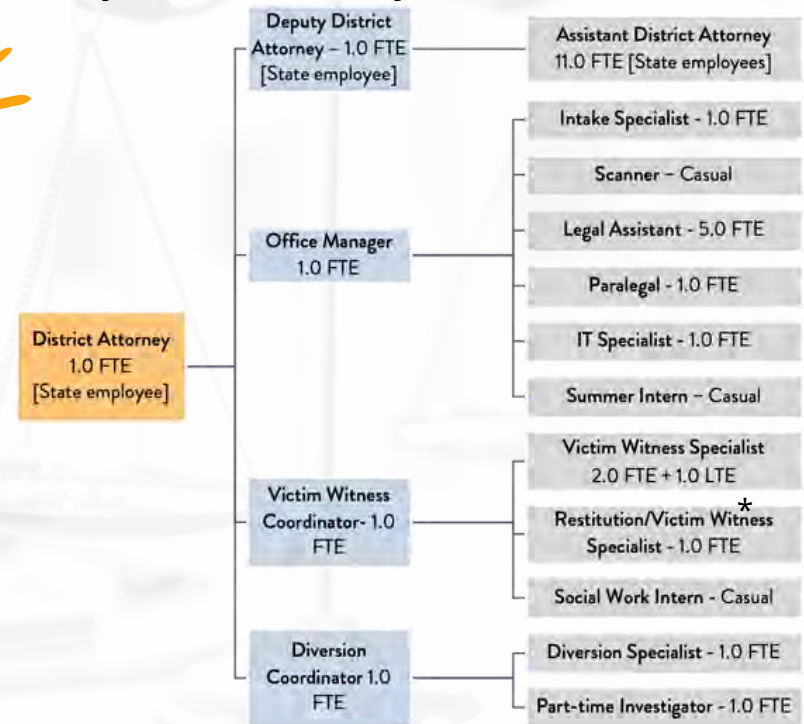 Deputy District
Attorney – 1.0 FTE
[State employee]
Assistant District Attorney
11.0 FTE [State employees]
Intake Specialist - 1.0 FTE
Scanner – Casual
Legal Assistant - 5.0 FTE
Office Manager
1.0 FTE
Paralegal - 1.0 FTE
IT Specialist - 1.0 FTE
Summer Intern – Casual
District Attorney
1.0 FTE
[State employee]
Victim Witness
Coordinator- 1.0
FTE
Victim Witness Specialist
2.0 FTE + 1.0 LTE
*
Restitution/Victim Witness
Specialist - 1.0 FTE
Social Work Intern - Casual
Diversion
Coordinator 1.0
FTE
Diversion Specialist - 1.0 FTE
Part-time Investigator - 1.0 FTE